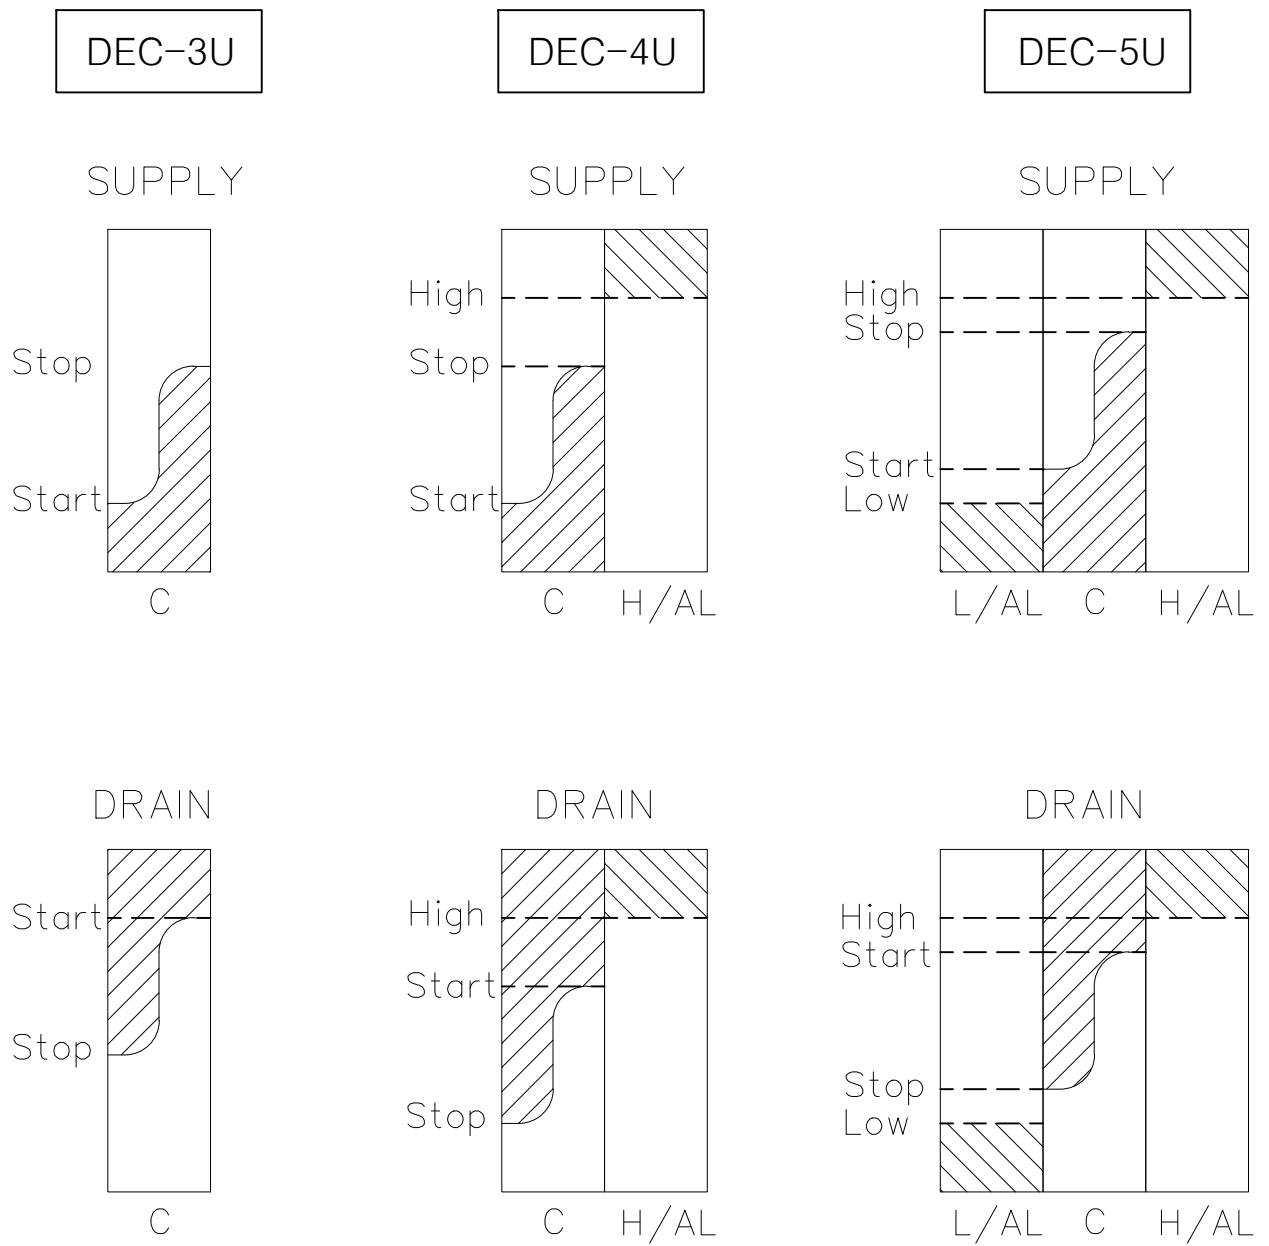 DEC-3U
DEC-4U
DEC-5U
SUPPLY
SUPPLY
SUPPLY
Stop
Start
C
High
Stop
Start
C
H/AL
High
Stop
Start
Low
L/AL
C
H/AL
DRAIN
DRAIN
DRAIN
Start
Stop
C
High
Start
Stop
C
H/AL
High
Start
Stop
Low
L/AL
C
H/AL